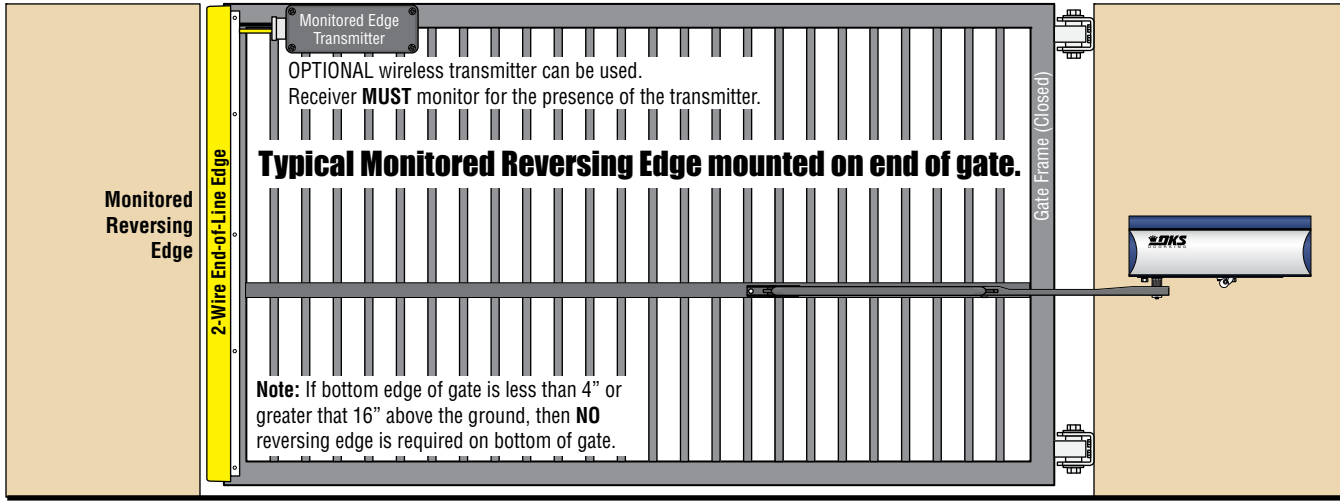 Monitored Edge
Transmitter
OPTIONAL wireless transmitter can be used.
Receiver MUST monitor for the presence of the transmitter.
Typical Monitored Reversing Edge mounted on end of gate.
Gate Frame (Closed)
Monitored
Reversing
Edge
2-Wire End-of-Line Edge
DKS
DOORKING
Note: If bottom edge of gate is less than 4” or
greater that 16” above the ground, then NO
reversing edge is required on bottom of gate.